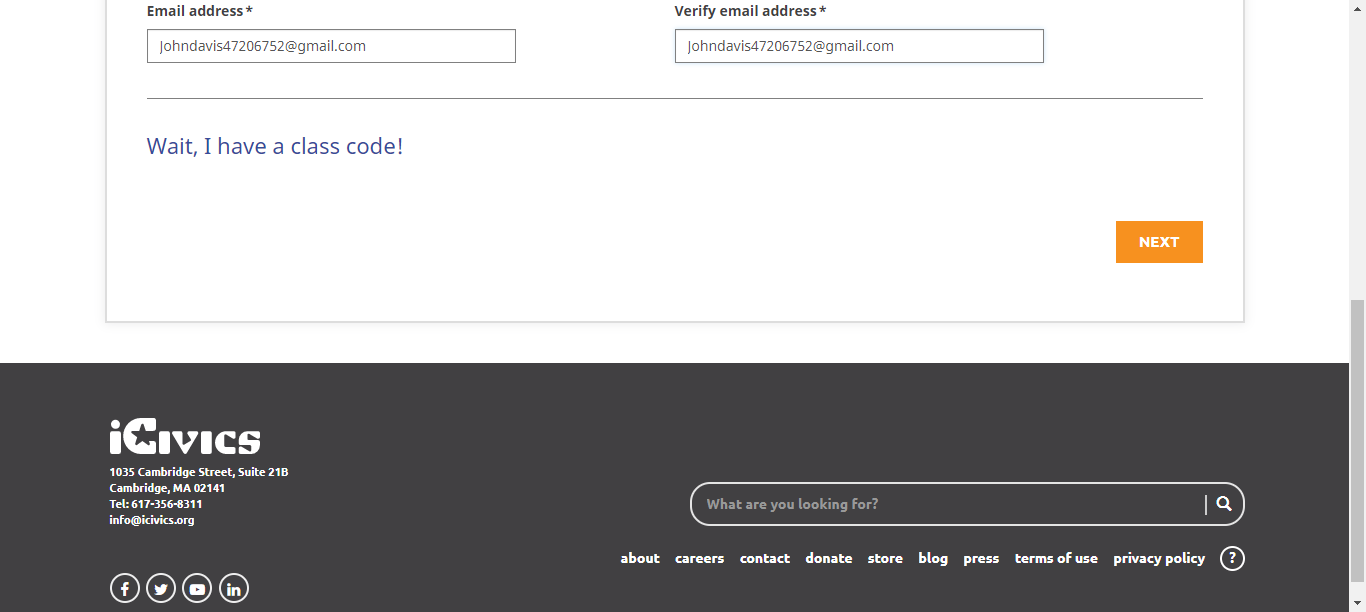 Email address*
Verify email address*
Johndavis47206752@gmail.com
Johndavis47206752@gmail.com
Wait, I have a class code!
NEXT
iCivics
1035 Cambridge Street, Suite 21B
Cambridge, MA 02141
Tel: 617-356-8311
info@icivics.org
What are you looking for?
about careers contact donate store blog press terms of use privacy policy ?